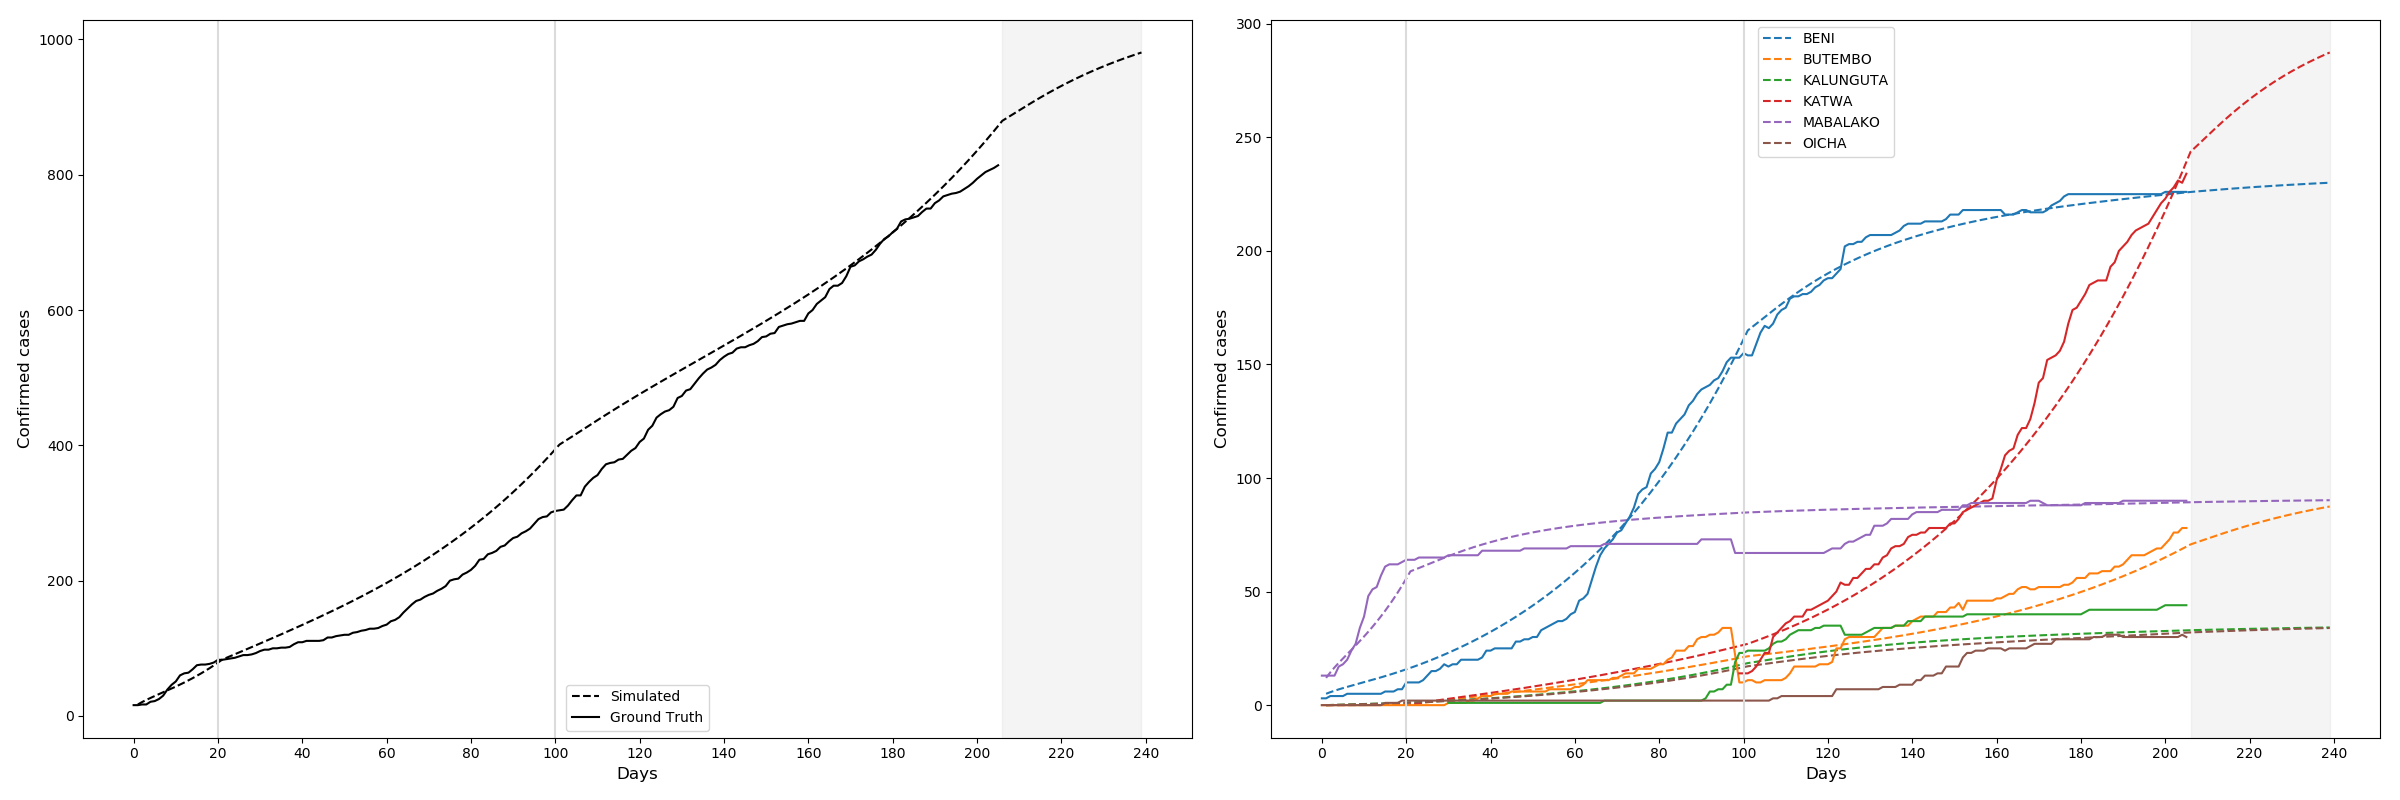 1000
800
600
400
200
0
Confirmed cases
0 20 40 60 80 100 120 140 160 180 200 220 240
Days
Simulated
Ground Truth
300
250
200
150
100
50
0
Confirmed cases
0 20 40 60 80 100 120 140 160 180 200 220 240
Days
BENI
BUTEMBO
KALUNGUTA
KATWA
MABALAKO
OICHA